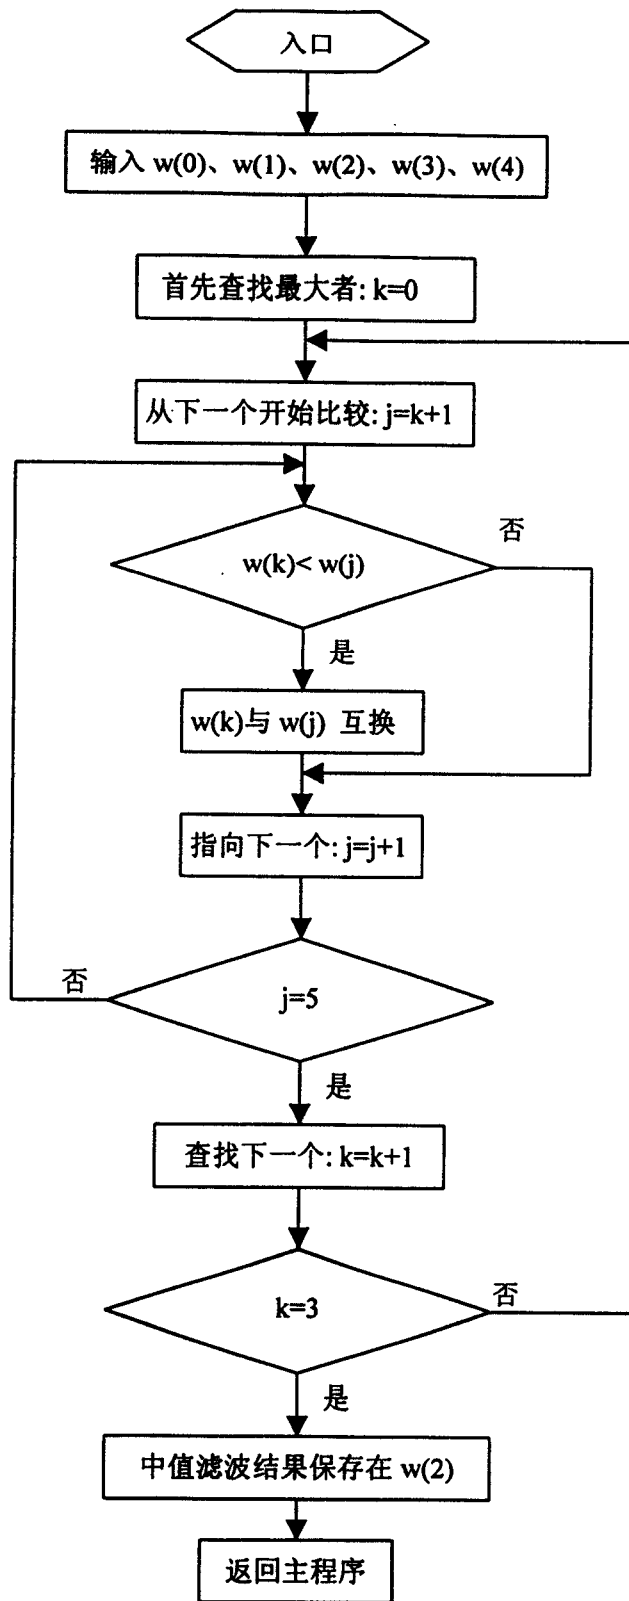 入口
输入 w(0)、w(1)、w(2)、w(3)、w(4)
首先查找最大者: k=0
从下一个开始比较: j=k+1
w(k)< w(j)
否
是
w(k)与 w(j) 互换
指向下一个: j=j+1
j=5
否
是
查找下一个: k=k+1
k=3
否
是
中值滤波结果保存在 w(2)
返回主程序